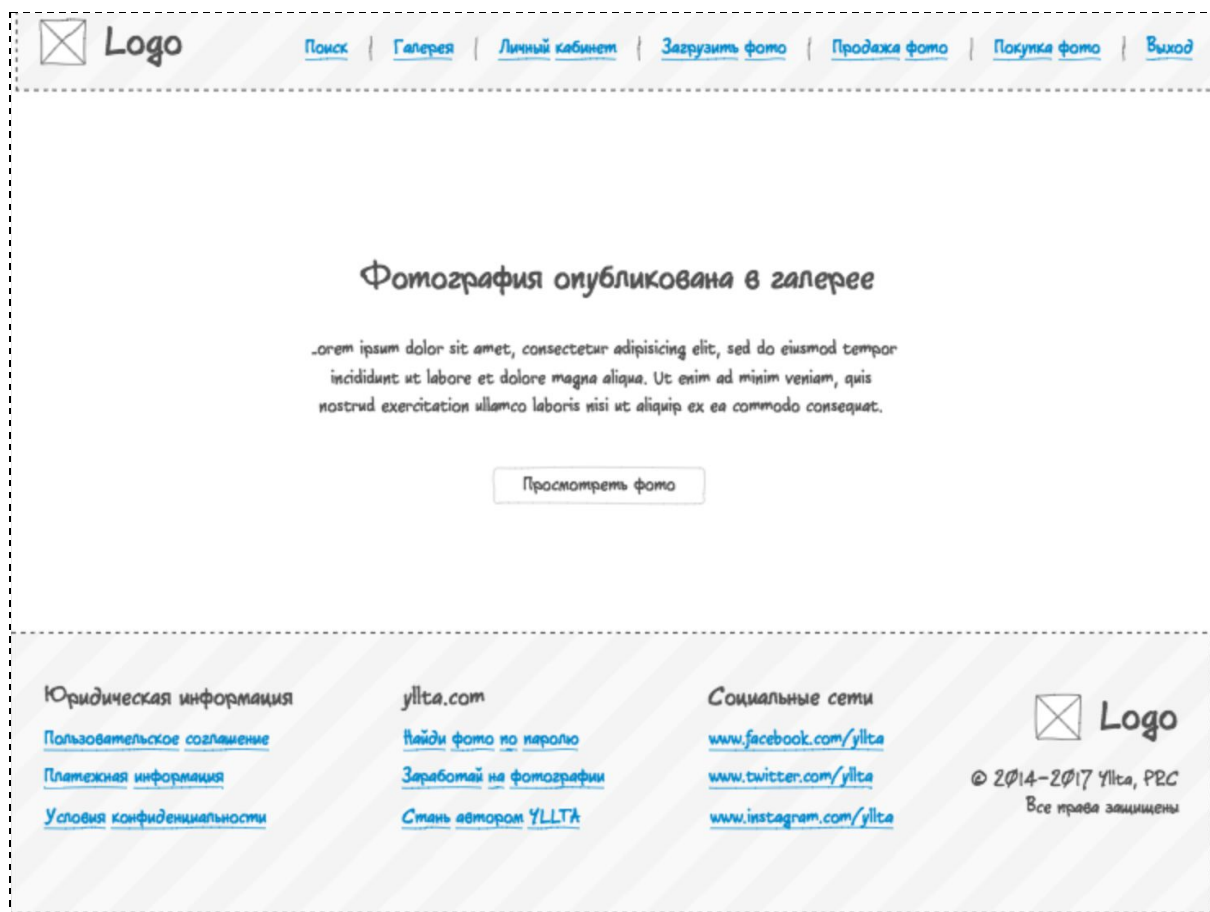 Logo Поиск | Галерея | Личный кабинет | Загрузить фото | Продажа фото | Покупка фото | Выход
Фотография опубликована в галерее
Lorem ipsum dolor sit amet, consectetur adipisicing elit, sed do eiusmod tempor
incididunt ut labore et dolore magna aliqua. Ut enim ad minim veniam, quis
nostrud exercitation ullamco laboris nisi ut aliquip ex ea commodo consequat.
Просмотреть фото
Юридическая информация
Пользовательское соглашение
Платежная информация
Условия конфиденциальности
yllta.com
Найди фото по паролю
Заработай на фотографии
Стань автором YLLTA
Социальные сети
www.facebook.com/yllta
www.twitter.com/yllta
www.instagram.com/yllta
Logo
© 2014-2017 Yllta, PRC
Все права защищены